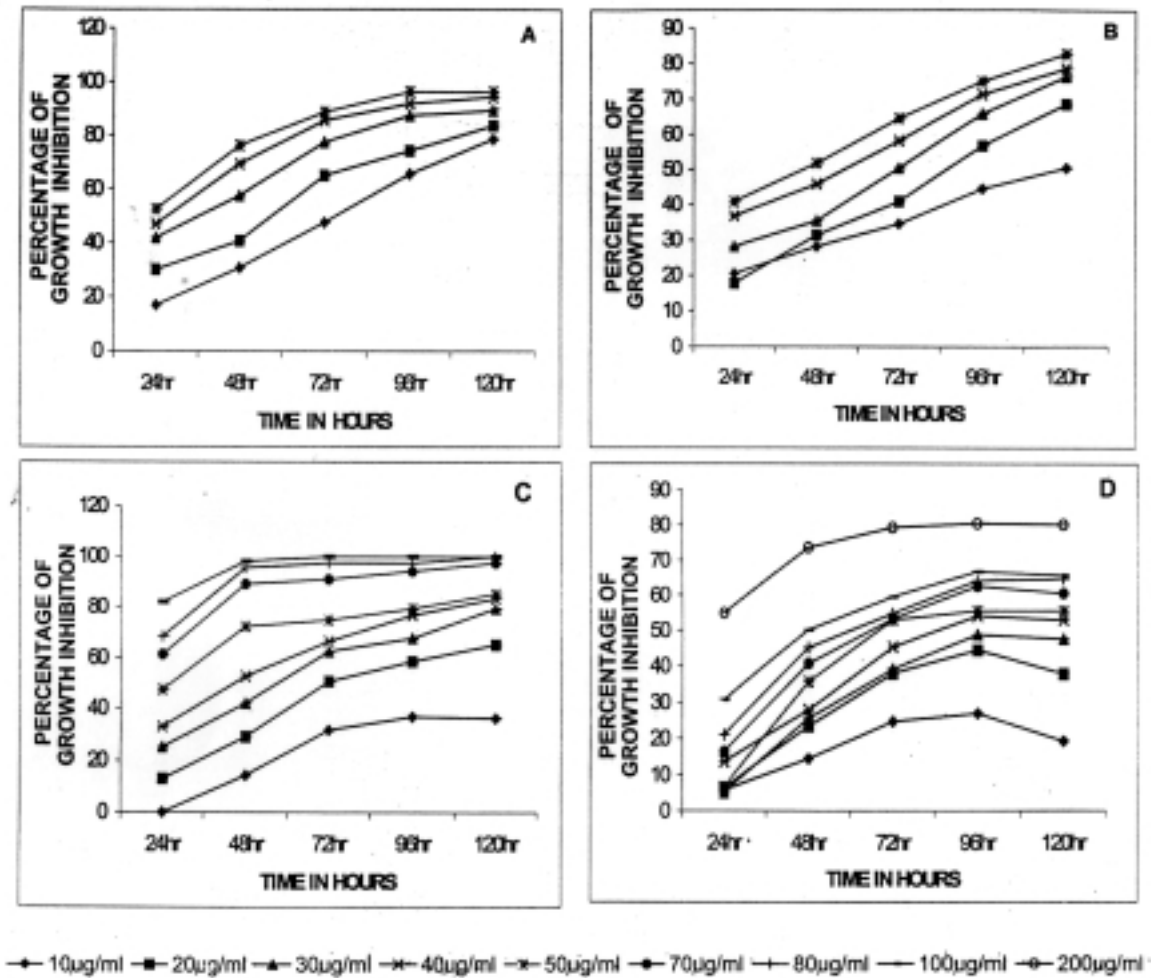 A
PERCENTAGE OF
GROWTH INHIBITION
120
100
80
60
40
20
0
24hr 48hr 72hr 96hr 120hr
TIME IN HOURS
B
PERCENTAGE OF
GROWTH INHIBITION
90
80
70
60
50
40
30
20
10
0
24hr 48hr 72hr 96hr 120hr
TIME IN HOURS
C
PERCENTAGE OF
GROWTH INHIBITION
120
100
80
60
40
20
0
24hr 48hr 72hr 96hr 120hr
TIME IN HOURS
D
PERCENTAGE OF
GROWTH INHIBITION
90
80
70
60
50
40
30
20
10
0
24hr 48hr 72hr 96hr 120hr
TIME IN HOURS
10µg/ml 20µg/ml 30µg/ml 40µg/ml 50µg/ml 70µg/ml 80µg/ml 100µg/ml 200µg/ml